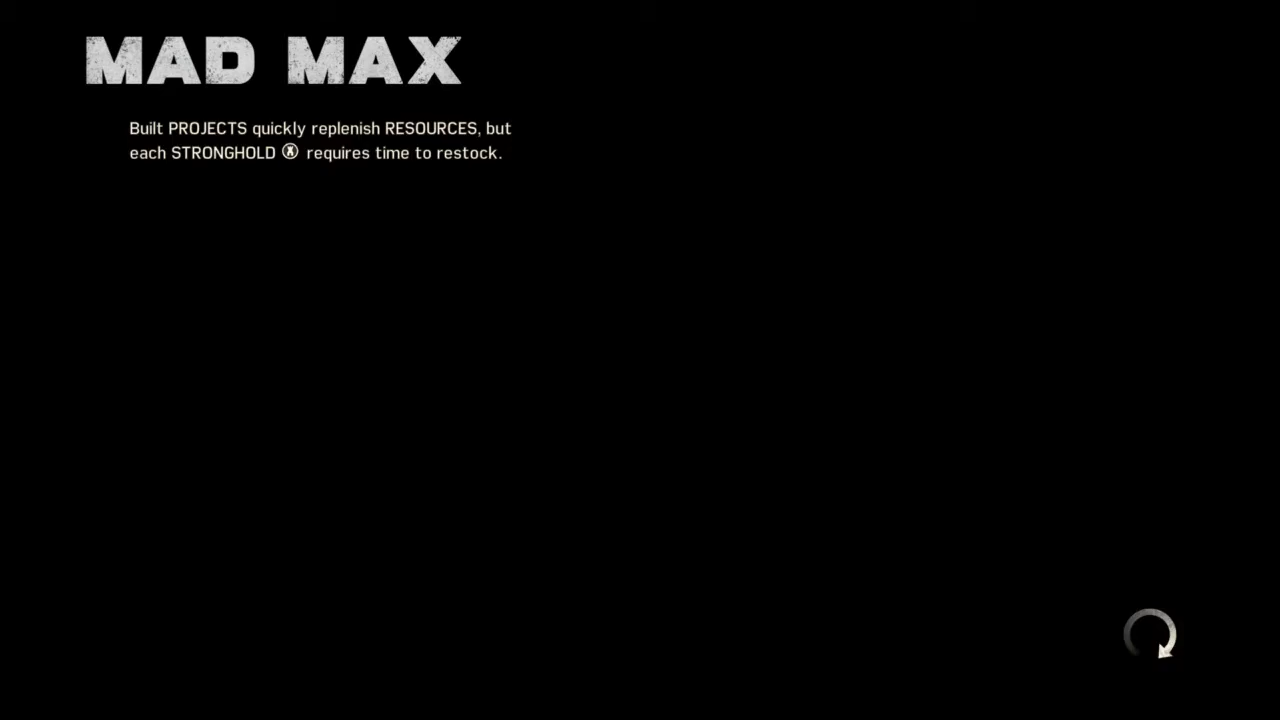 MAD MAX
Built PROJECTS quickly replenish RESOURCES, but
each STRONGHOLD requires time to restock.